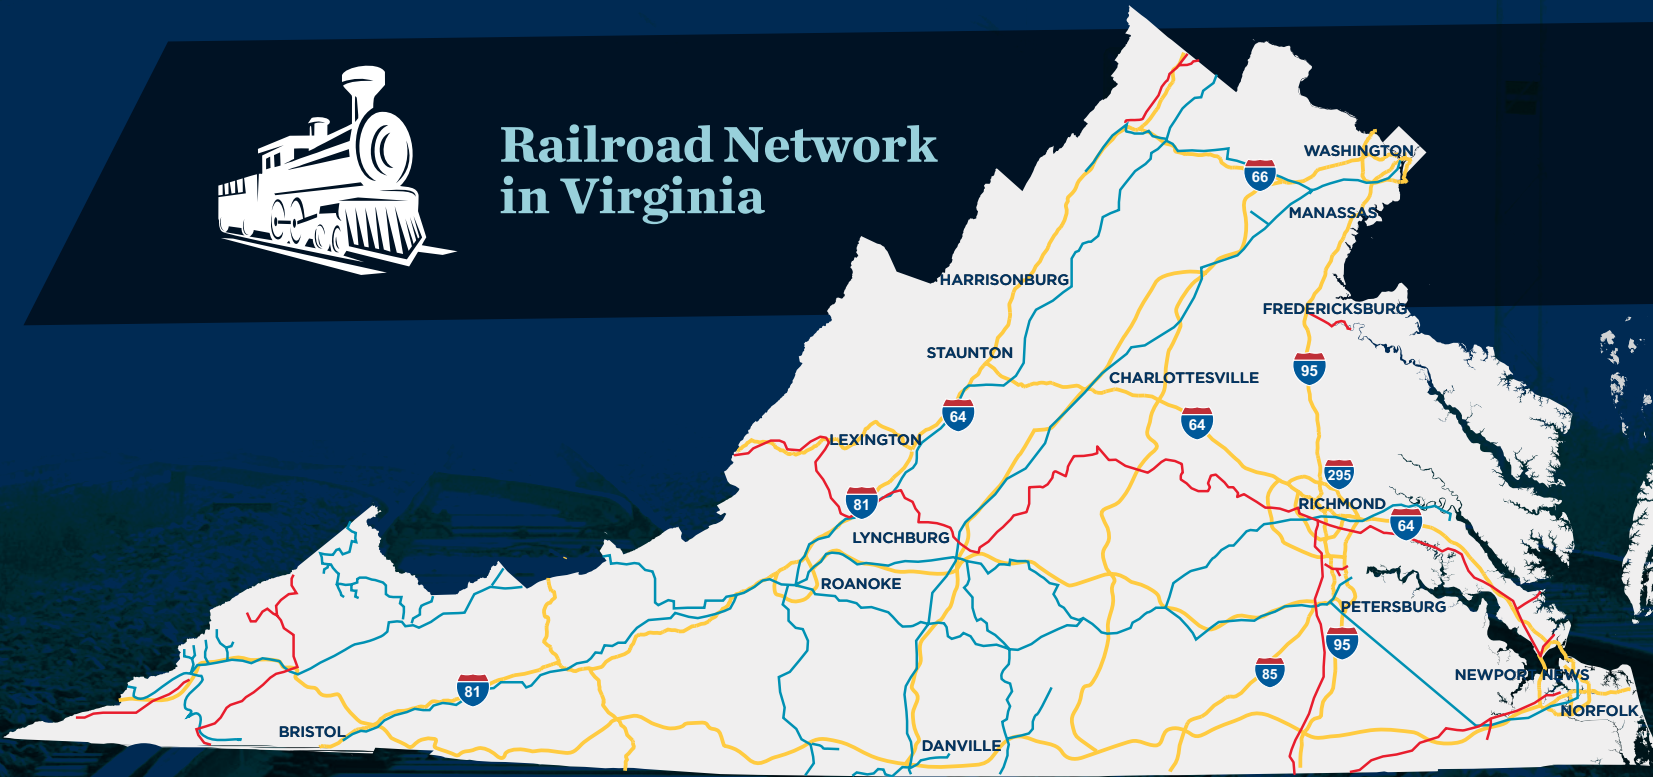 Railroad Network
in Virginia
WASHINGTON
66
MANASSAS
HARRISONBURG
FREDERICKSBURG
STAUNTON
95
CHARLOTTESVILLE
64
64
LEXINGTON
295
81
RICHMOND
64
LYNCHBURG
ROANOKE
PETERSBURG
95
85
NEWPORT NEWS
81
NORFOLK
BRISTOL
DANVILLE